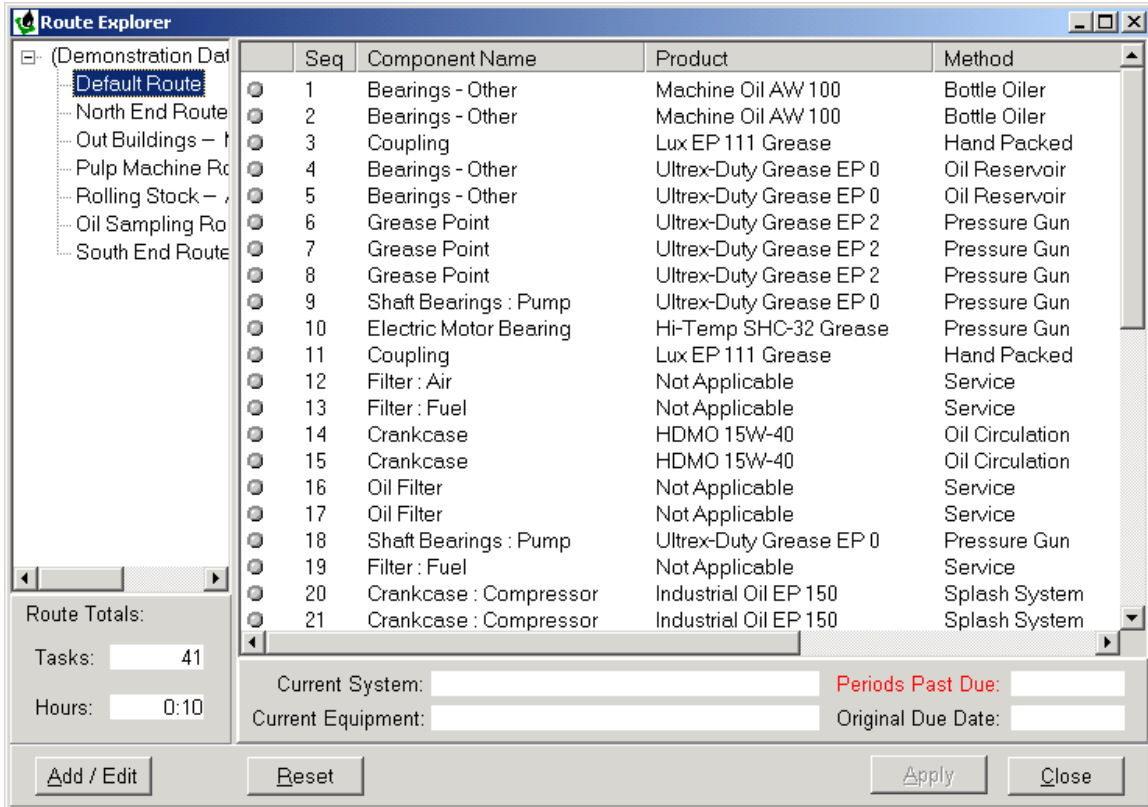 Route Explorer
(Demonstration Dat
Default Route
North End Route
Out Buildings –
Pulp Machine Ro
Rolling Stock –
Oil Sampling Ro
South End Route
Seq Component Name Product Method
1 Bearings - Other Machine Oil AW 100 Bottle Oiler
2 Bearings - Other Machine Oil AW 100 Bottle Oiler
3 Coupling Lux EP 111 Grease Hand Packed
4 Bearings - Other Ultrex-Duty Grease EP 0 Oil Reservoir
5 Bearings - Other Ultrex-Duty Grease EP 0 Oil Reservoir
6 Grease Point Ultrex-Duty Grease EP 2 Pressure Gun
7 Grease Point Ultrex-Duty Grease EP 2 Pressure Gun
8 Grease Point Ultrex-Duty Grease EP 2 Pressure Gun
9 Shaft Bearings : Pump Ultrex-Duty Grease EP 0 Pressure Gun
10 Electric Motor Bearing Hi-Temp SHC-32 Grease Pressure Gun
11 Coupling Lux EP 111 Grease Hand Packed
12 Filter : Air Not Applicable Service
13 Filter : Fuel Not Applicable Service
14 Crankcase HDMO 15W-40 Oil Circulation
15 Crankcase HDMO 15W-40 Oil Circulation
16 Oil Filter Not Applicable Service
17 Oil Filter Not Applicable Service
18 Shaft Bearings : Pump Ultrex-Duty Grease EP 0 Pressure Gun
19 Filter : Fuel Not Applicable Service
20 Crankcase : Compressor Industrial Oil EP 150 Splash System
21 Crankcase : Compressor Industrial Oil EP 150 Splash System
Route Totals:
Tasks: 41
Hours: 0:10
Current System: Periods Past Due:
Current Equipment: Original Due Date:
Add / Edit Reset Apply Close